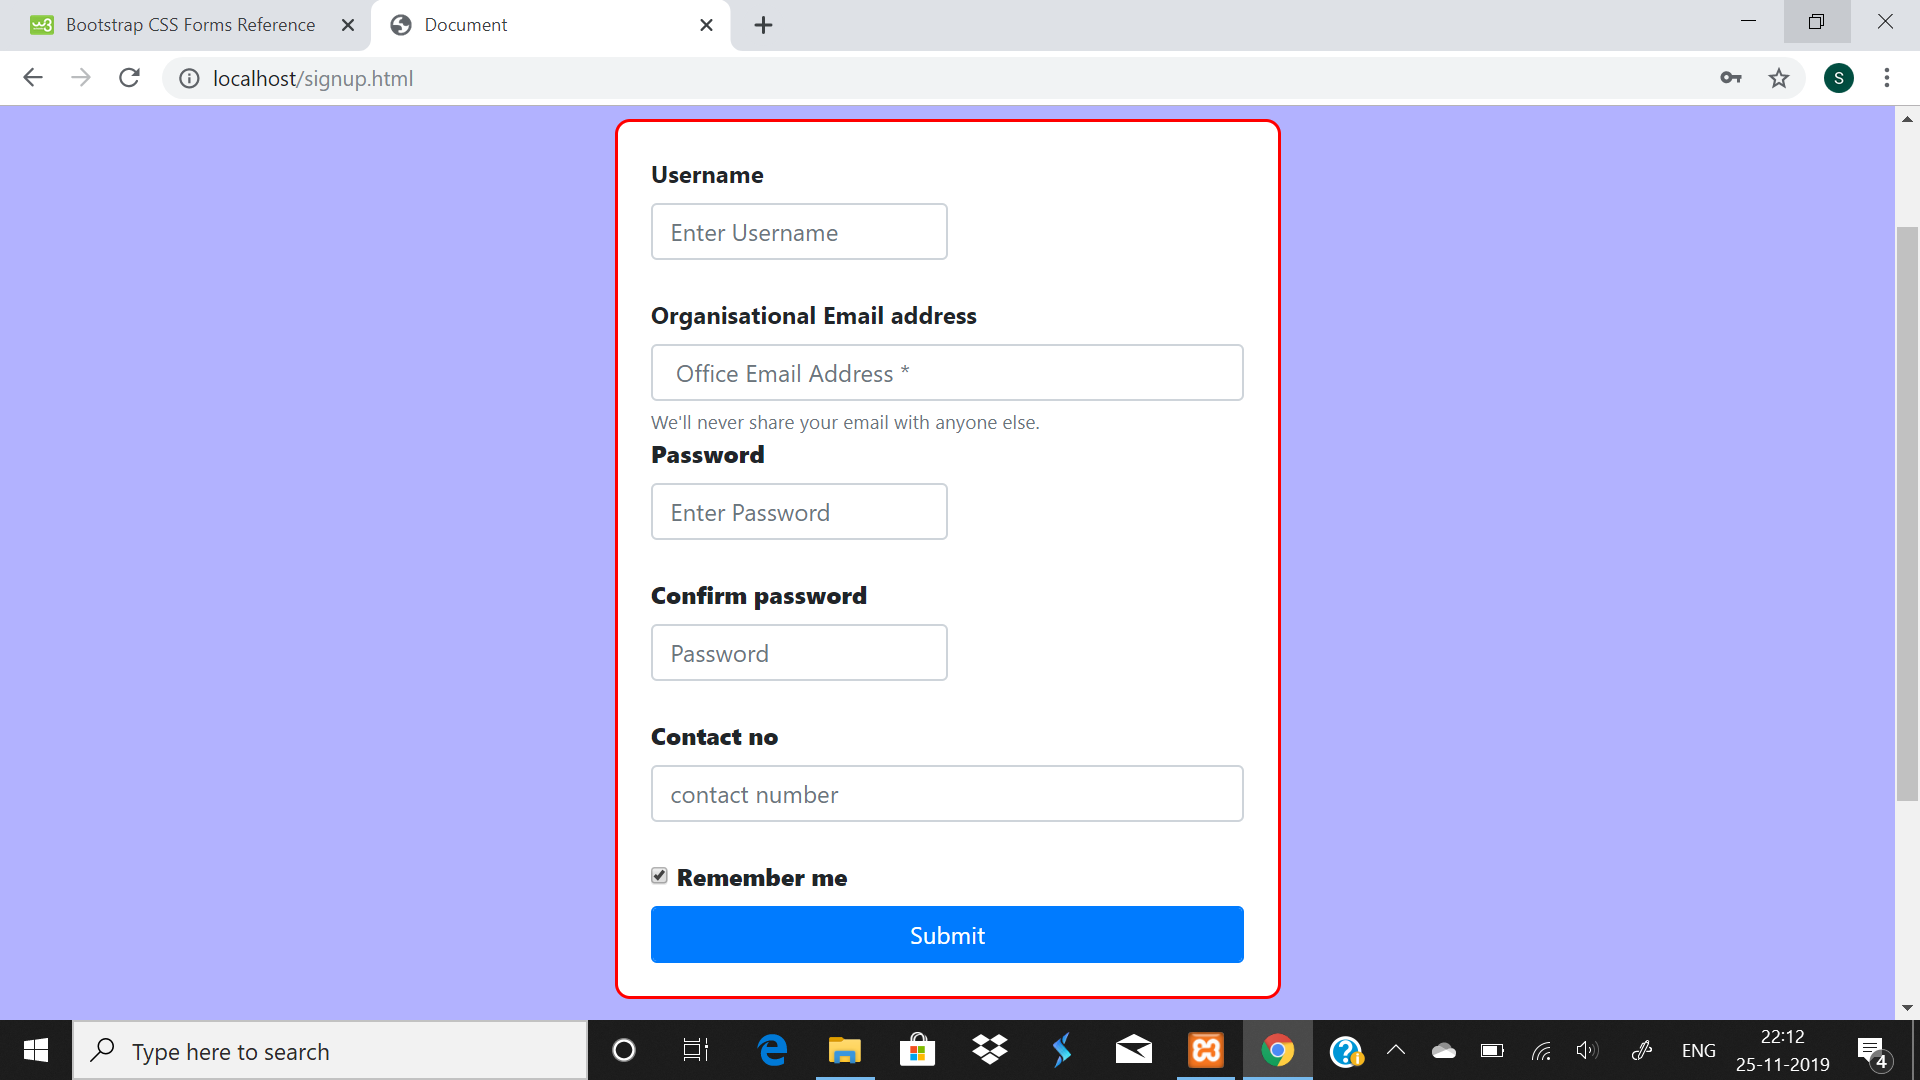 Bootstrap CSS Forms Reference
Document
localhost/signup.html
S
Username
Enter Username
Organisational Email address
Office Email Address *
We'll never share your email with anyone else.
Password
Enter Password
Confirm password
Password
Contact no
contact number
Remember me
Submit
Type here to search
ENG
22:12
25-11-2019
4